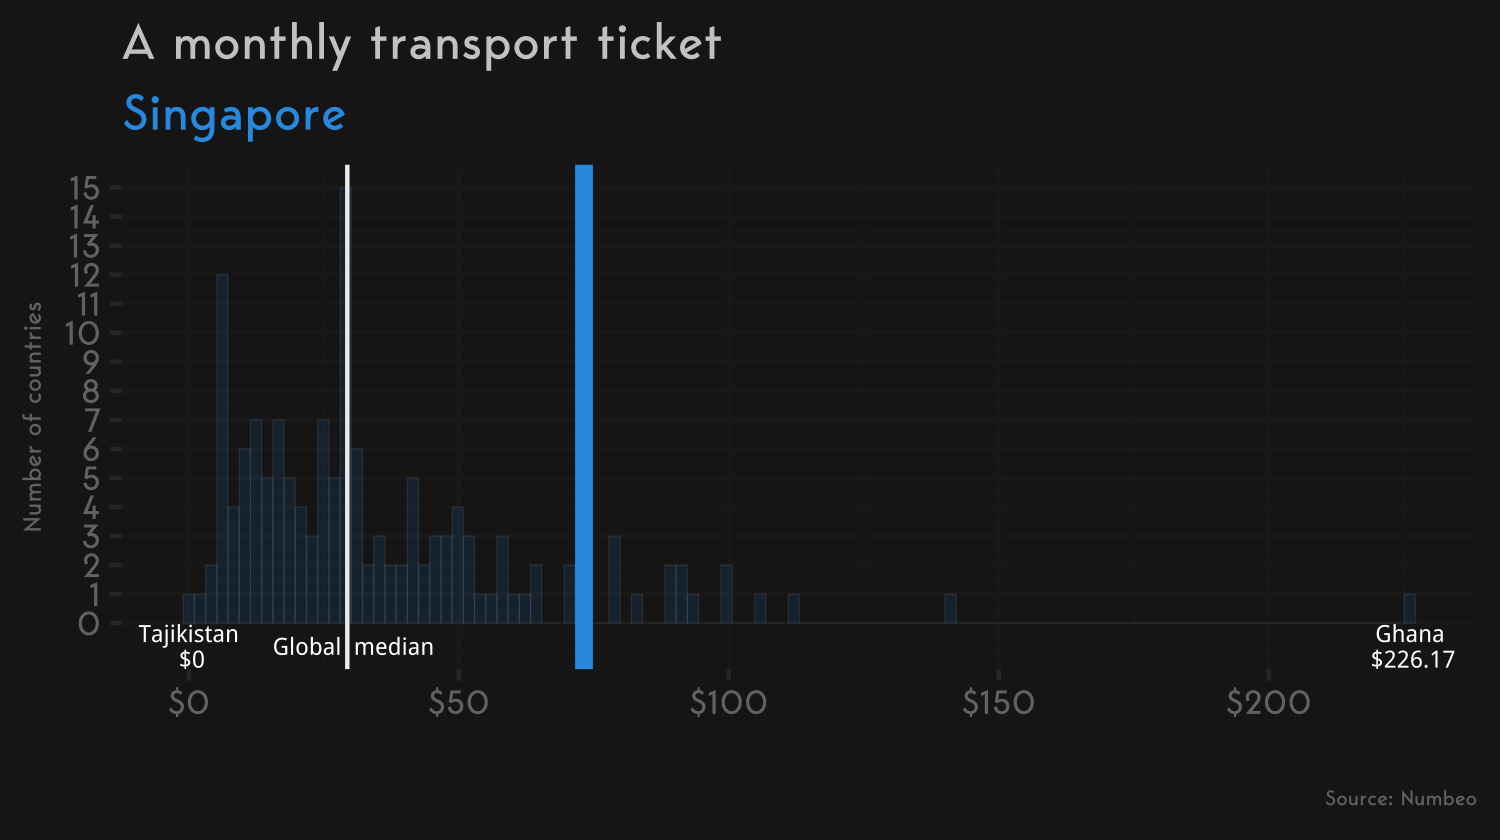 A monthly transport ticket
Singapore
Number of countries
15
14
13
12
11
10
9
8
7
6
5
4
3
2
1
0
Tajikistan
$0
Global median
Ghana
$226.17
$0 $50 $100 $150 $200
Source: Numbeo